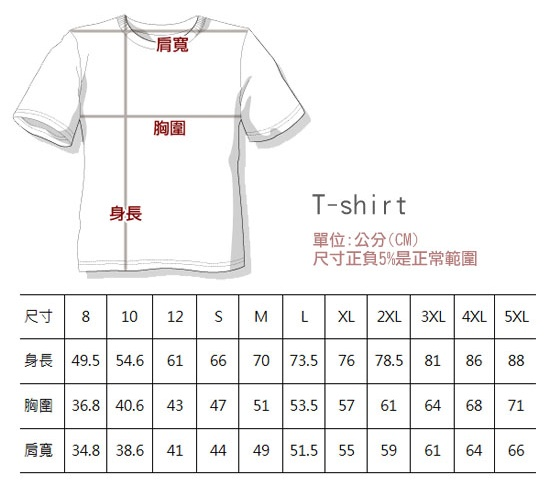 肩寬
胸圍
身長
T-shirt
單位:公分(CM)
尺寸正負5%是正常範圍
尺寸 8 10 12 S M L XL 2XL 3XL 4XL 5XL
身長 49.5 54.6 61 66 70 73.5 76 78.5 81 86 88
胸圍 36.8 40.6 43 47 51 53.5 57 61 64 68 71
肩寬 34.8 38.6 41 44 49 51.5 55 59 61 64 66